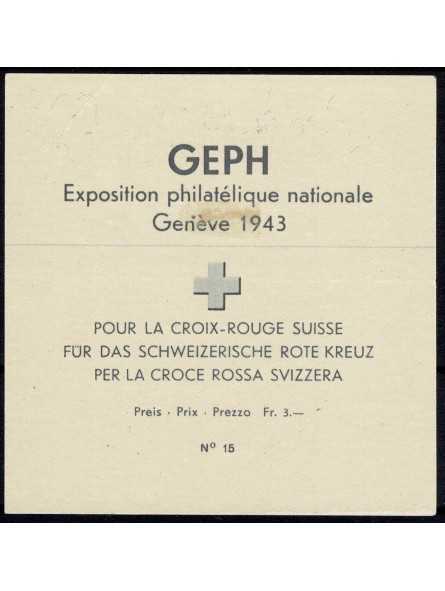 GEPH
Exposition philatélique nationale
Genève 1943
POUR LA CROIX-ROUGE SUISSE
FÜR DAS SCHWEIZERISCHE ROTE KREUZ
PER LA CROCE ROSSA SVIZZERA
Preis · Prix · Prezzo Fr. 3.—
Nº 15